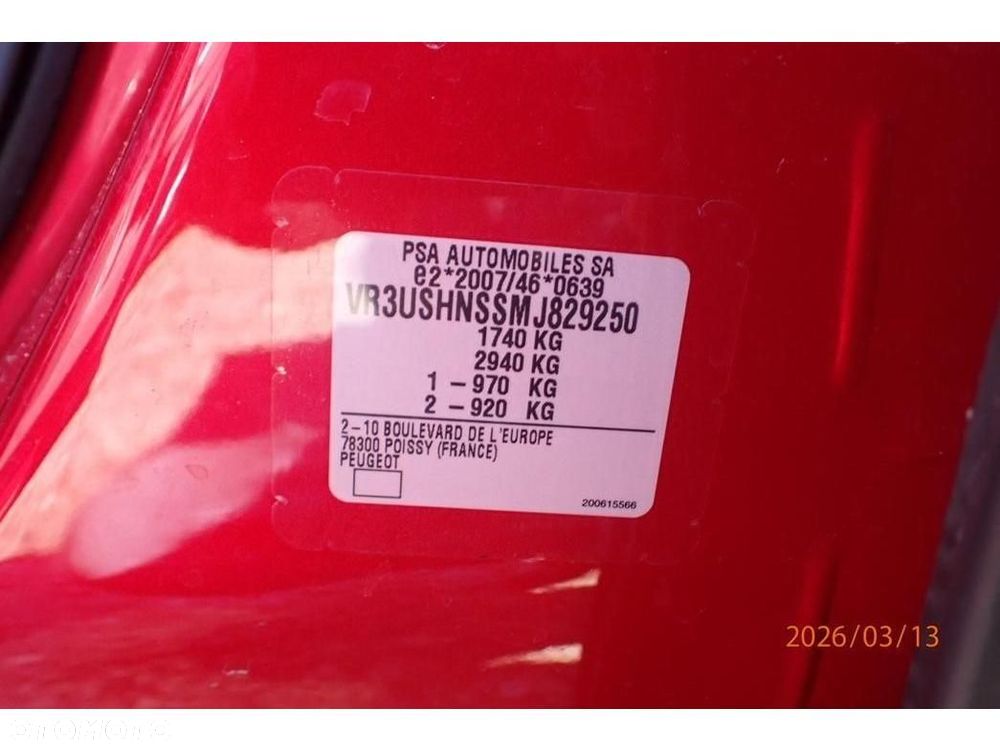 PSA AUTOMOBILES SA
e2*2007/46*0639
VR3USHNSSMJ829250
1740 KG
2940 KG
1 - 970 KG
2 - 920 KG
2-10 BOULEVARD DE L'EUROPE
78300 POISSY (FRANCE)
PEUGEOT
200615566
2026/03/13
OTOMOTO